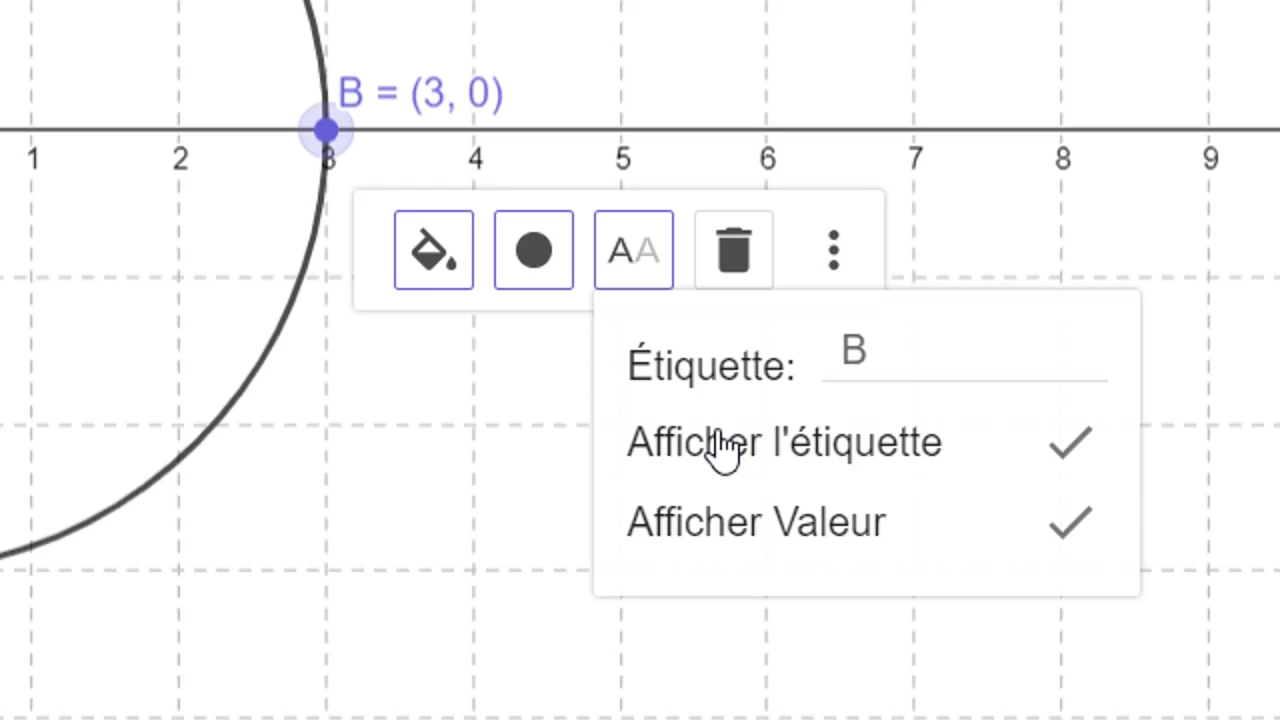 B = (3, 0)
1 2 3 4 5 6 7 8 9
AA
Étiquette: B
Afficher l'étiquette
Afficher Valeur